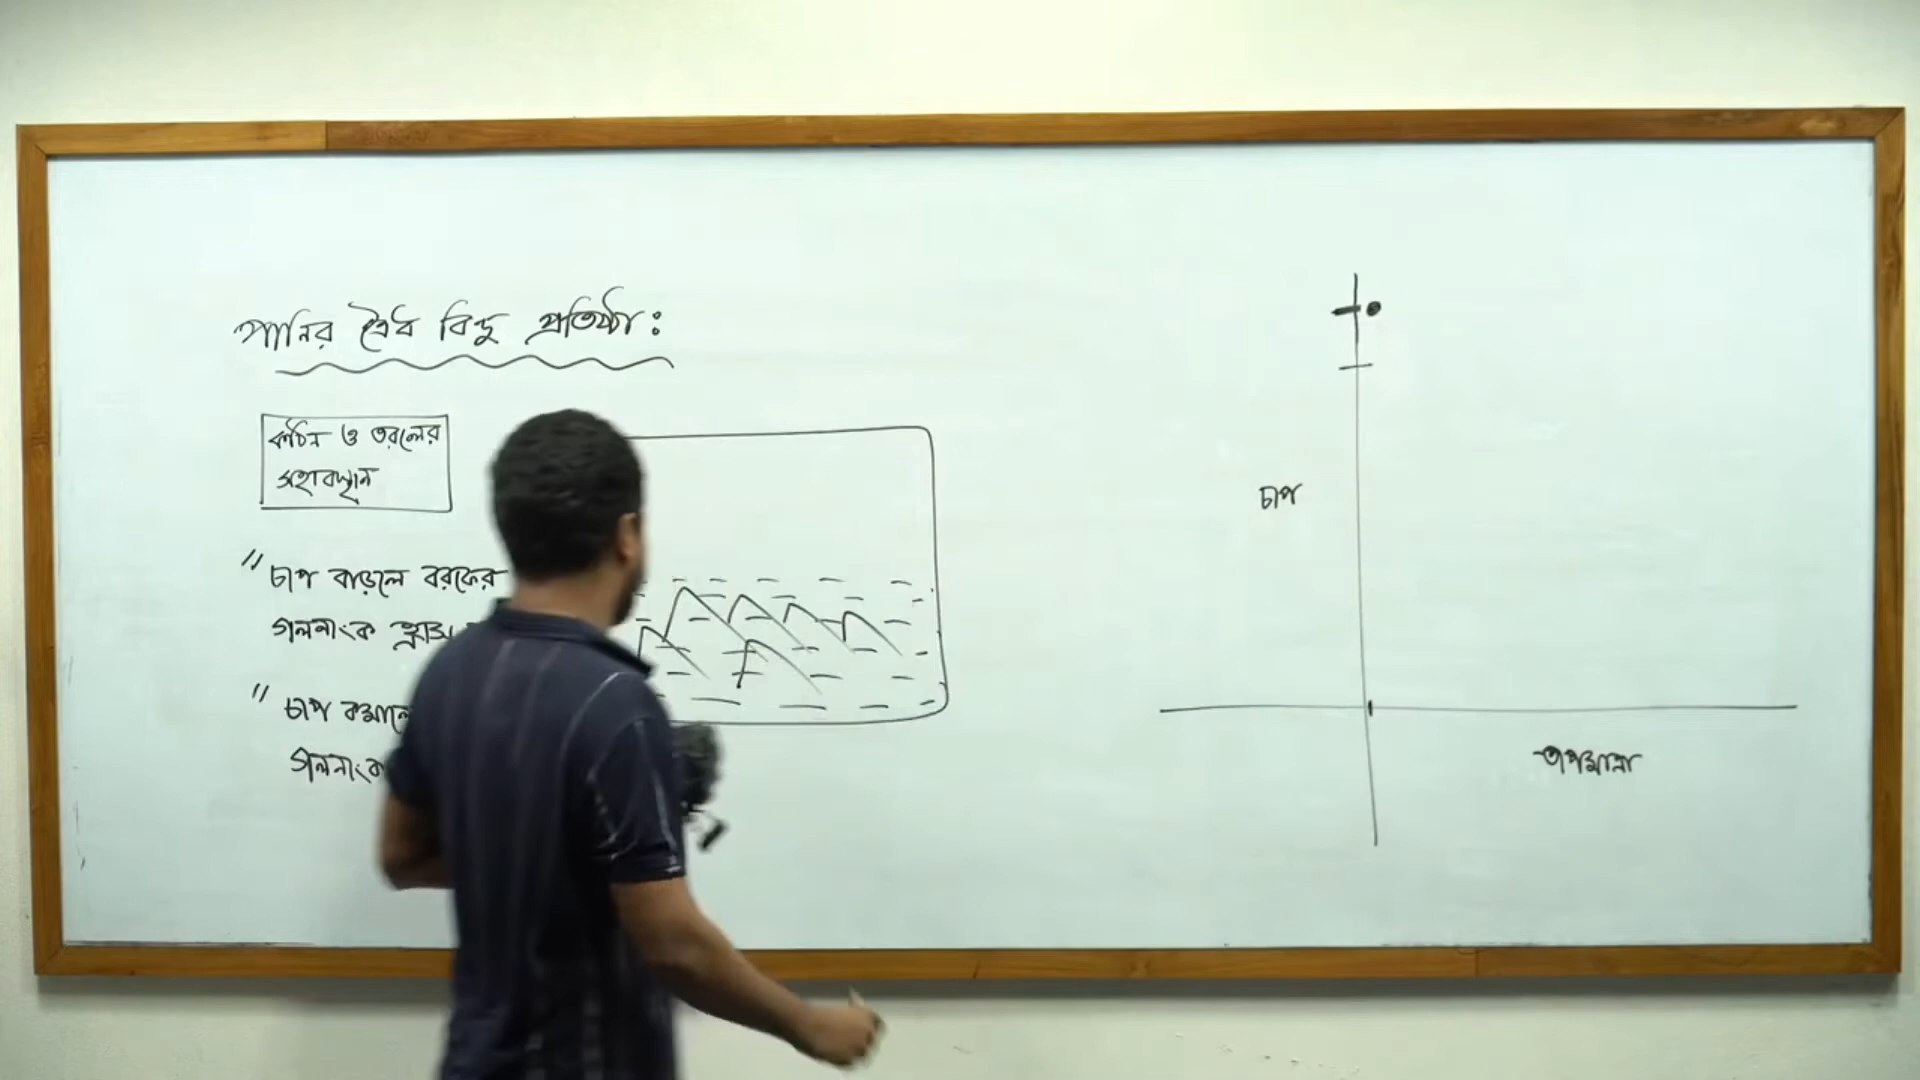 পানির ত্রৈধ বিন্দু প্রতিষ্ঠা :
কঠিন ও তরলের
সহাবস্থান
" চাপ বাড়লে বরফের
গলনাংক হ্রাস
" চাপ কমালে
গলনাংক
চাপ
তাপমাত্রা